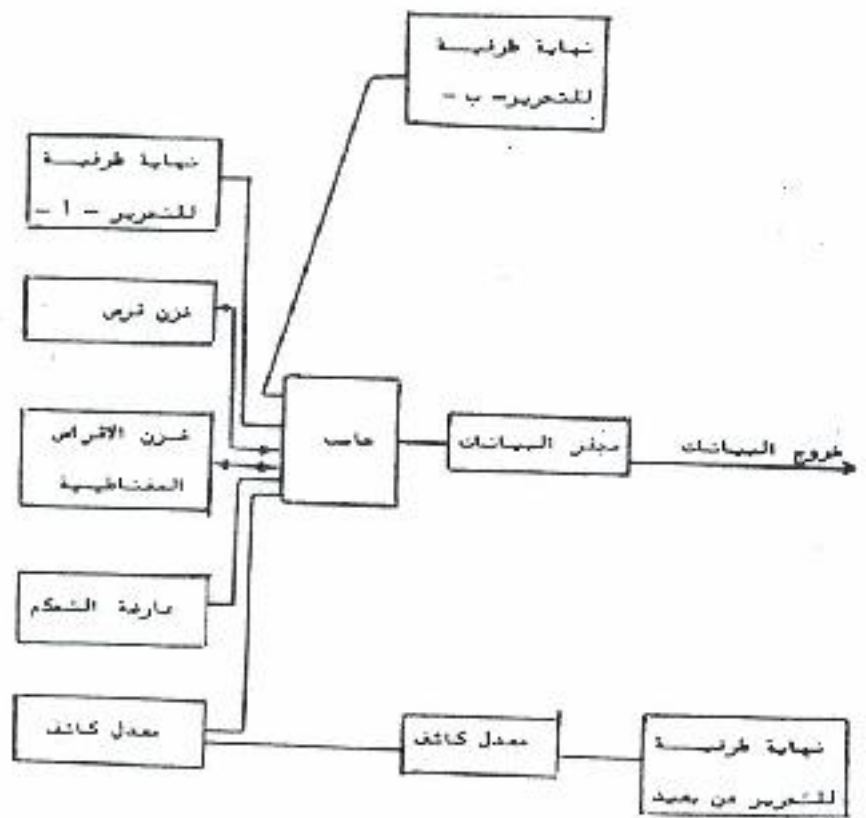 نهاية طرفية
للتحرير - ب -
نهاية طرفية
للتحرير - أ -
خزن قرص
خزن الاقراص
المغناطيسية
حاسب
مجفر البيانات
خروج البيانات
عارضة التحكم
معدل كاشف
معدل كاشف
نهاية طرفية
للتحرير من بعيد